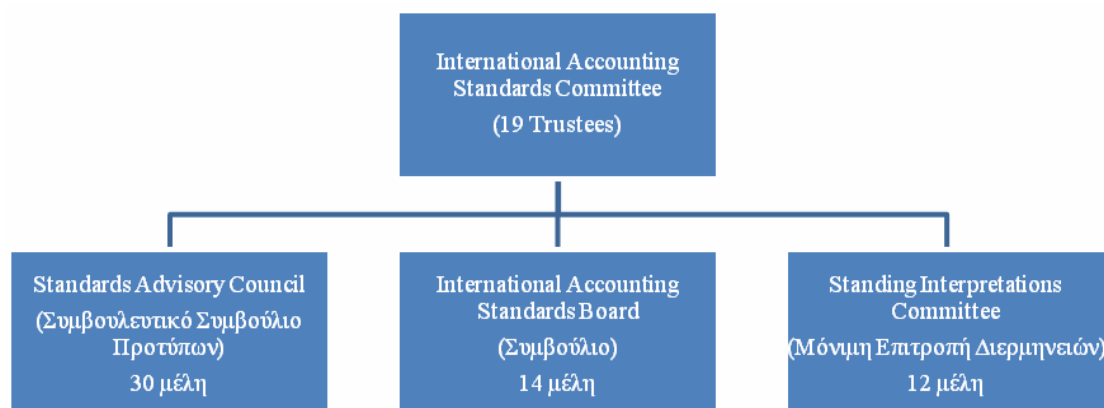 International Accounting
Standards Committee
(19 Trustees)
Standards Advisory Council
(Συμβουλευτικό Συμβούλιο
Προτύπων)
30 μέλη
International Accounting
Standards Board
(Συμβούλιο)
14 μέλη
Standing Interpretations
Committee
(Μόνιμη Επιτροπή Διερμηνειών)
12 μέλη